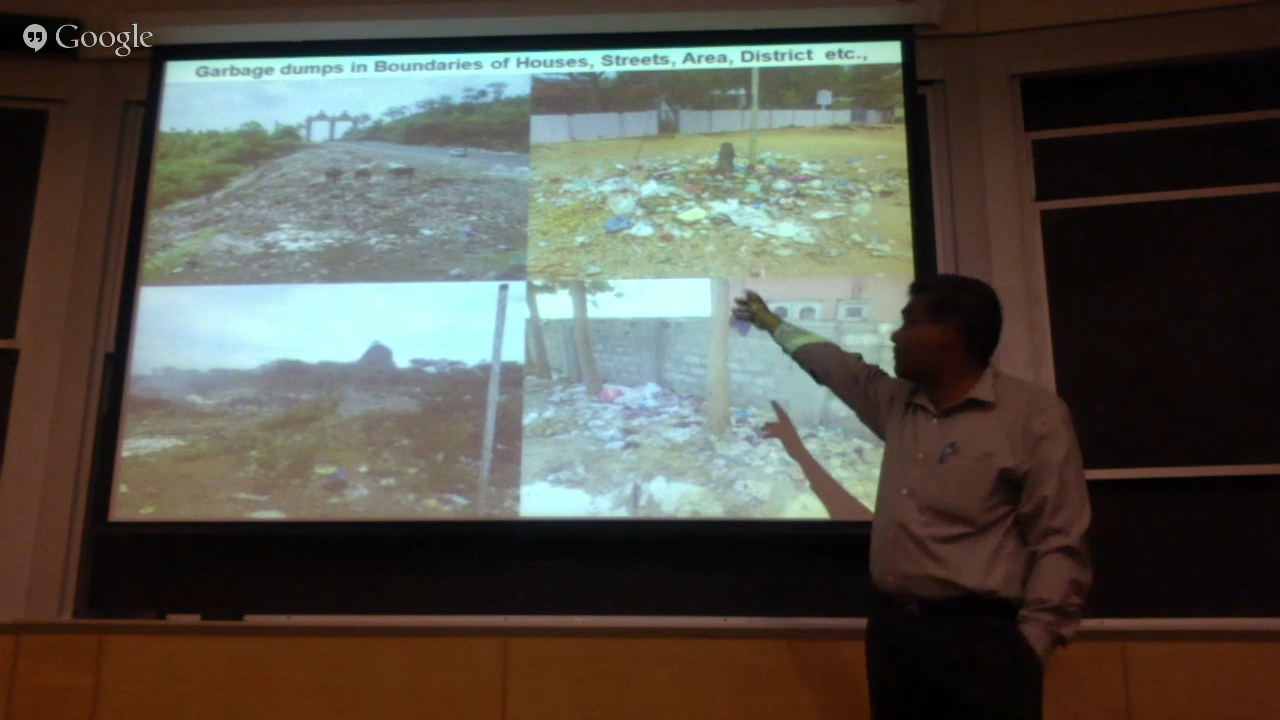 Google
Garbage dumps in Boundaries of Houses, Streets, Area, District etc.,